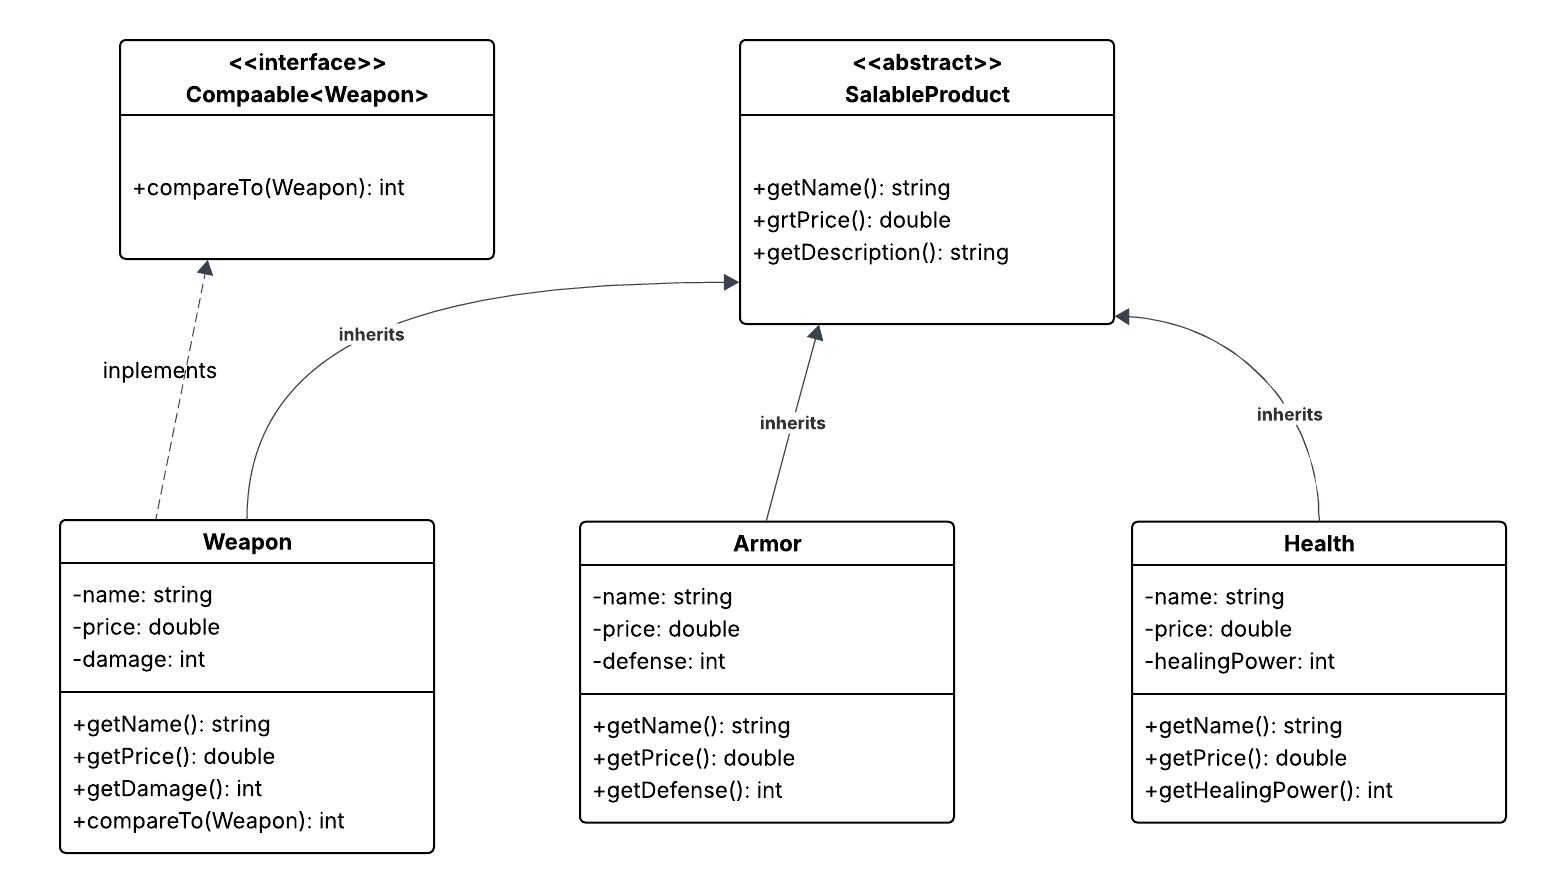 <<interface>>
Compaable<Weapon>
+compareTo(Weapon): int
<<abstract>>
SalableProduct
+getName(): string
+grtPrice(): double
+getDescription(): string
inplements
inherits
inherits
inherits
Weapon
-name: string
-price: double
-damage: int
+getName(): string
+getPrice(): double
+getDamage(): int
+compareTo(Weapon): int
Armor
-name: string
-price: double
-defense: int
+getName(): string
+getPrice(): double
+getDefense(): int
Health
-name: string
-price: double
-healingPower: int
+getName(): string
+getPrice(): double
+getHealingPower(): int